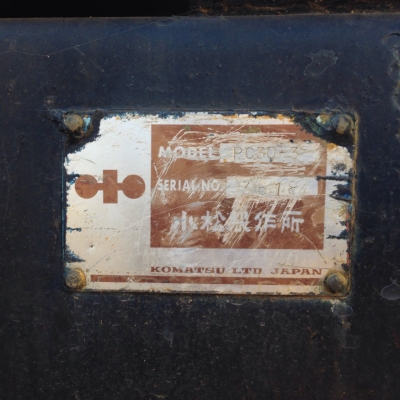 MODEL PC30-
SERIAL NO.
小松製作所
KOMATSU LTD JAPAN